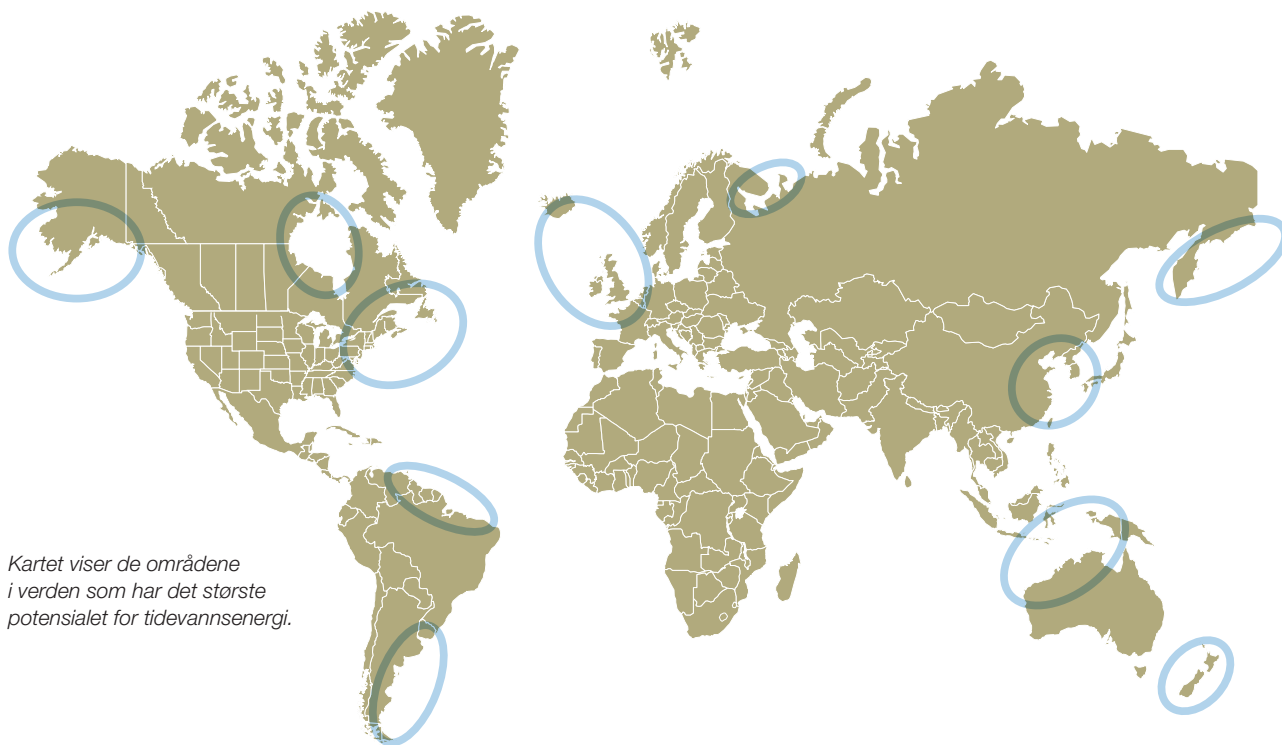 Kartet viser de områdene
i verden som har det største
potensialet for tidevannsenergi.